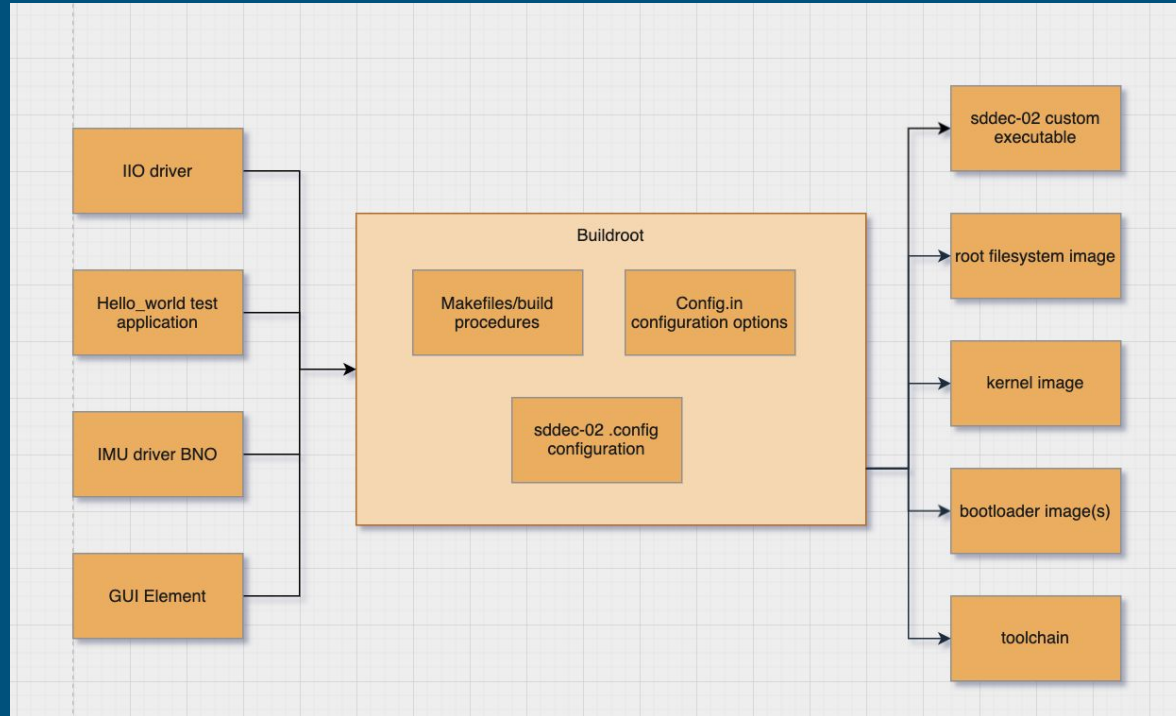 IIO driver
Hello_world test
application
IMU driver BNO
GUI Element
Buildroot
Makefiles/build
procedures
Config.in
configuration options
sddec-02 .config
configuration
sddec-02 custom
executable
root filesystem image
kernel image
bootloader image(s)
toolchain